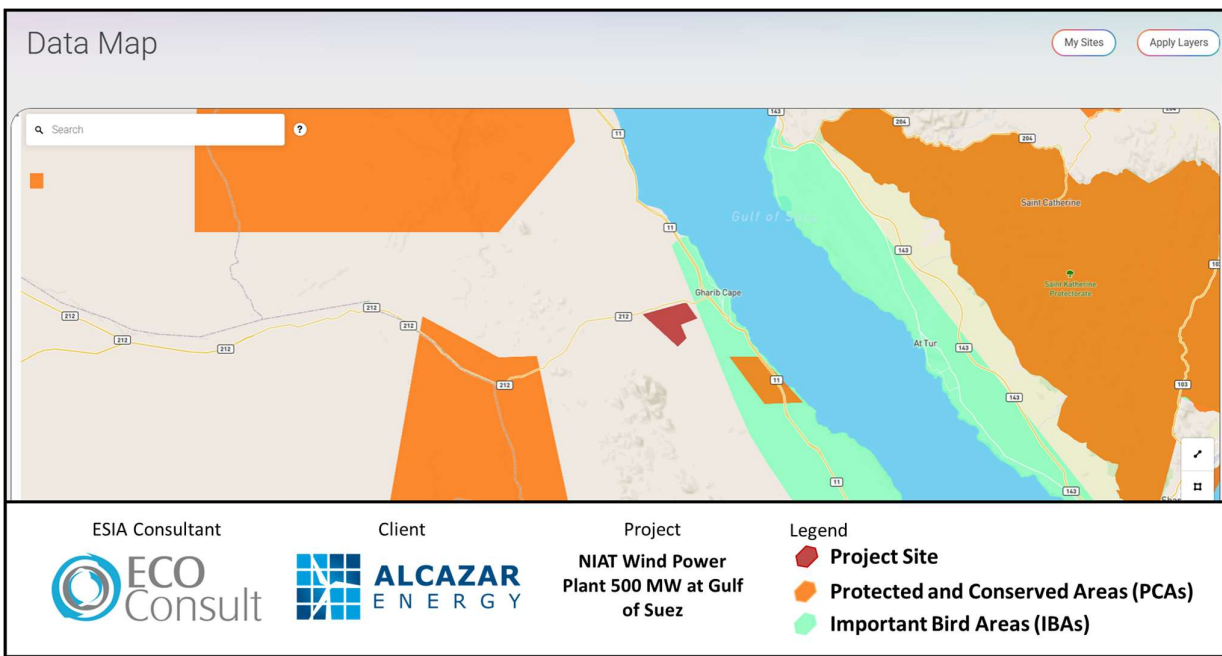 Data Map
My Sites
Apply Layers
Search
?
143
204
11
204
Saint Catherine
Gulf of Suez
11
143
103
Saint Katherine
Protectorate
Gharib Cape
212
212
212
212
212
At Tur
143
212
11
103
143
11
143
ESIA Consultant
ECO
Consult
Client
ALCAZAR
ENERGY
Project
NIAT Wind Power
Plant 500 MW at Gulf
of Suez
Legend
Project Site
Protected and Conserved Areas (PCAs)
Important Bird Areas (IBAs)